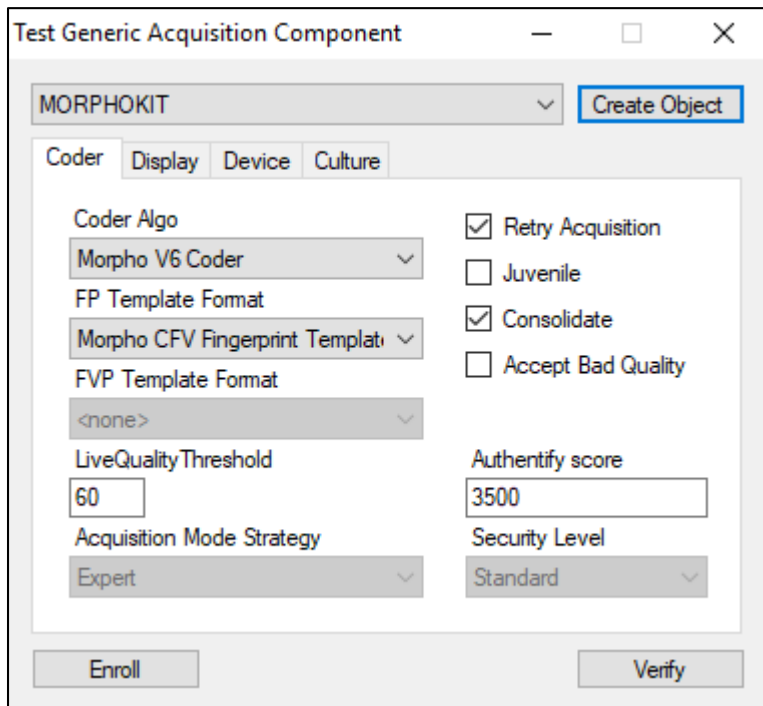 Test Generic Acquisition Component
MORPHOKIT
Create Object
Coder Display Device Culture
Coder Algo
Morpho V6 Coder
FP Template Format
Morpho CFV Fingerprint Templat
FVP Template Format
<none>
LiveQualityThreshold
60
Acquisition Mode Strategy
Expert
Retry Acquisition
Juvenile
Consolidate
Accept Bad Quality
Authentify score
3500
Security Level
Standard
Enroll
Verify